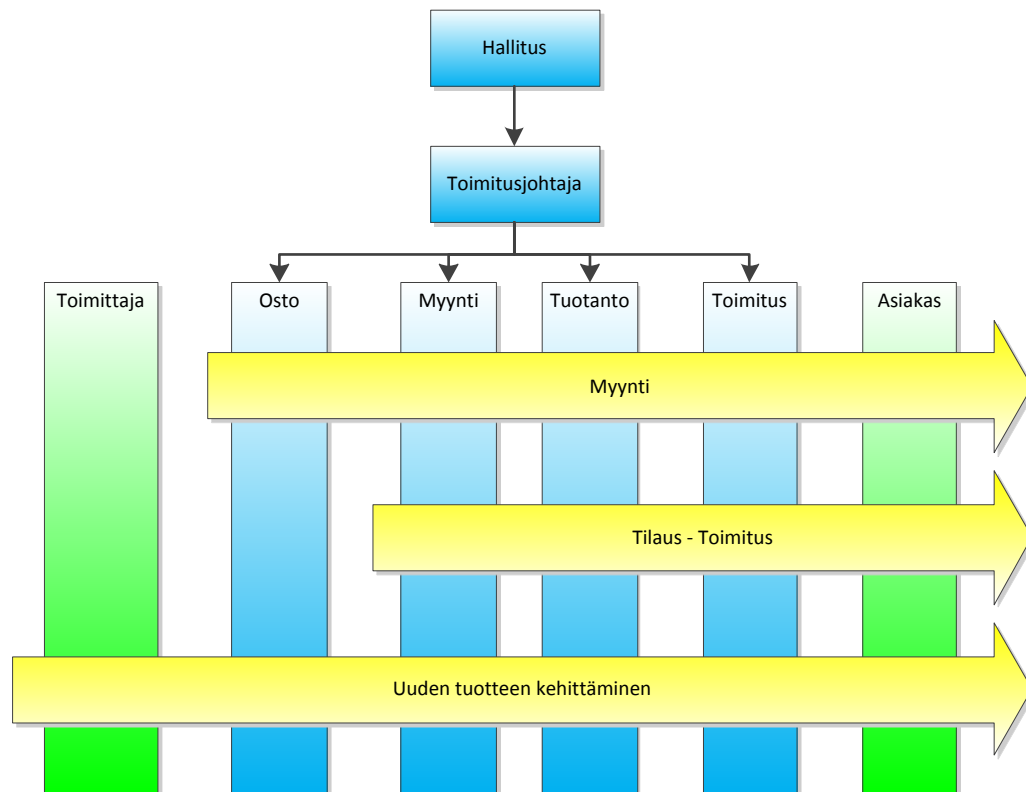 Hallitus
Toimitusjohtaja
Toimittaja
Osto
Myynti
Tuotanto
Toimitus
Asiakas
Myynti
Tilaus - Toimitus
Uuden tuotteen kehittäminen